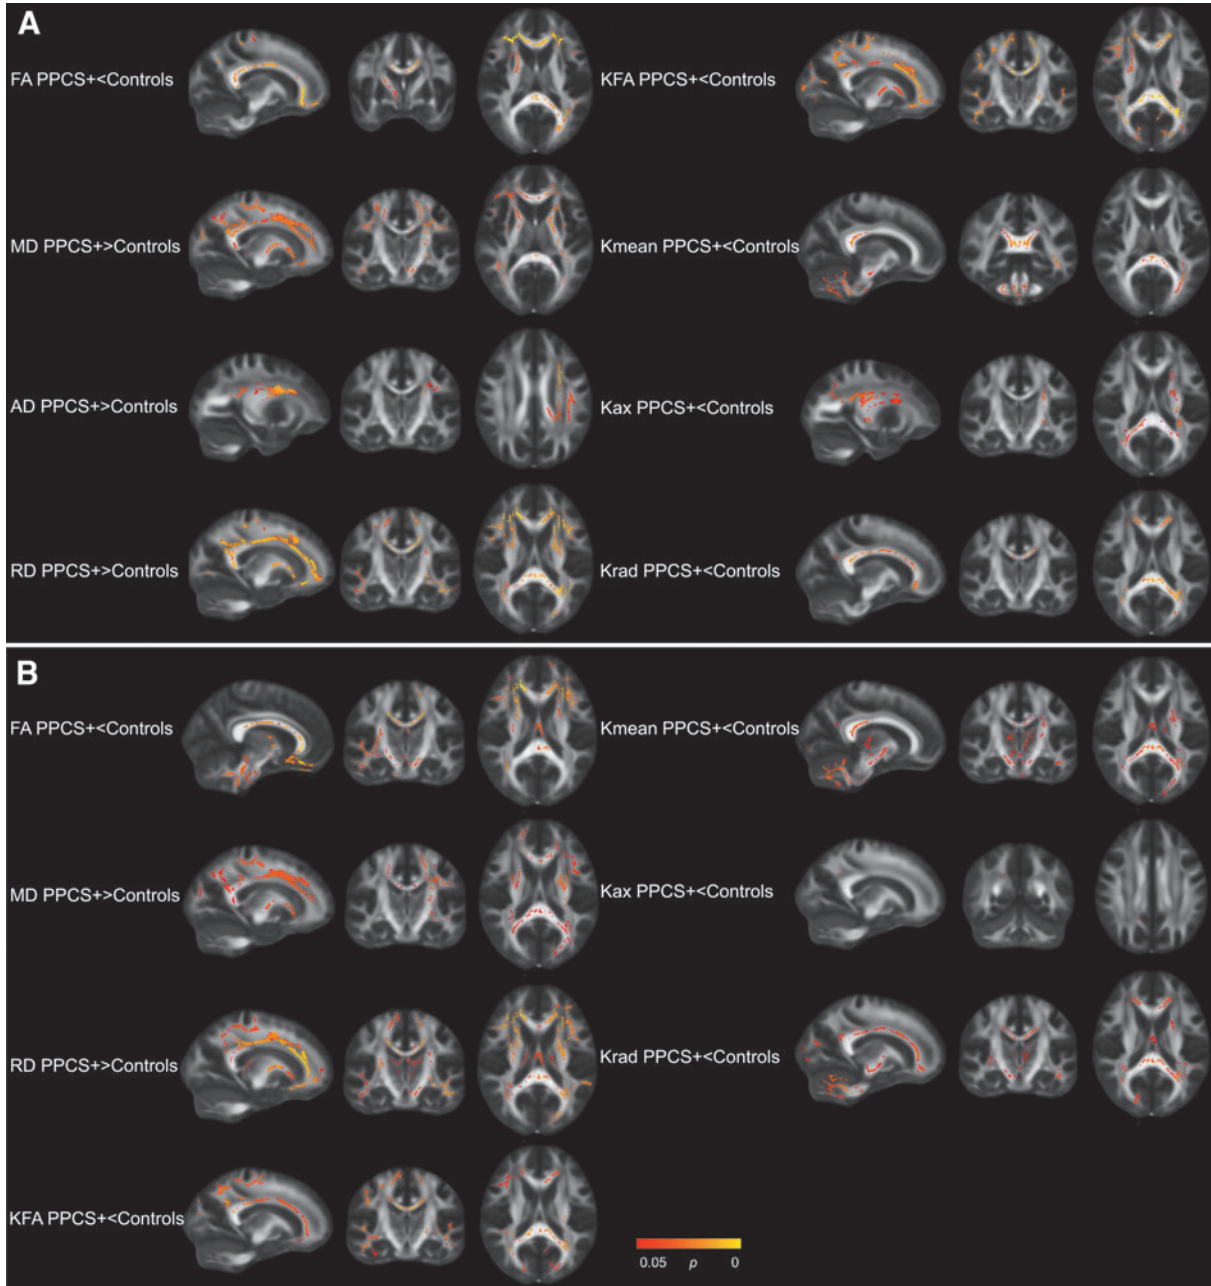 A
FA PPCS+<Controls
KFA PPCS+<Controls
MD PPCS+>Controls
Kmean PPCS+<Controls
AD PPCS+>Controls
Kax PPCS+<Controls
RD PPCS+>Controls
Krad PPCS+<Controls
B
FA PPCS+<Controls
Kmean PPCS+<Controls
MD PPCS+>Controls
Kax PPCS+<Controls
RD PPCS+>Controls
Krad PPCS+<Controls
KFA PPCS+<Controls
0.05 p 0